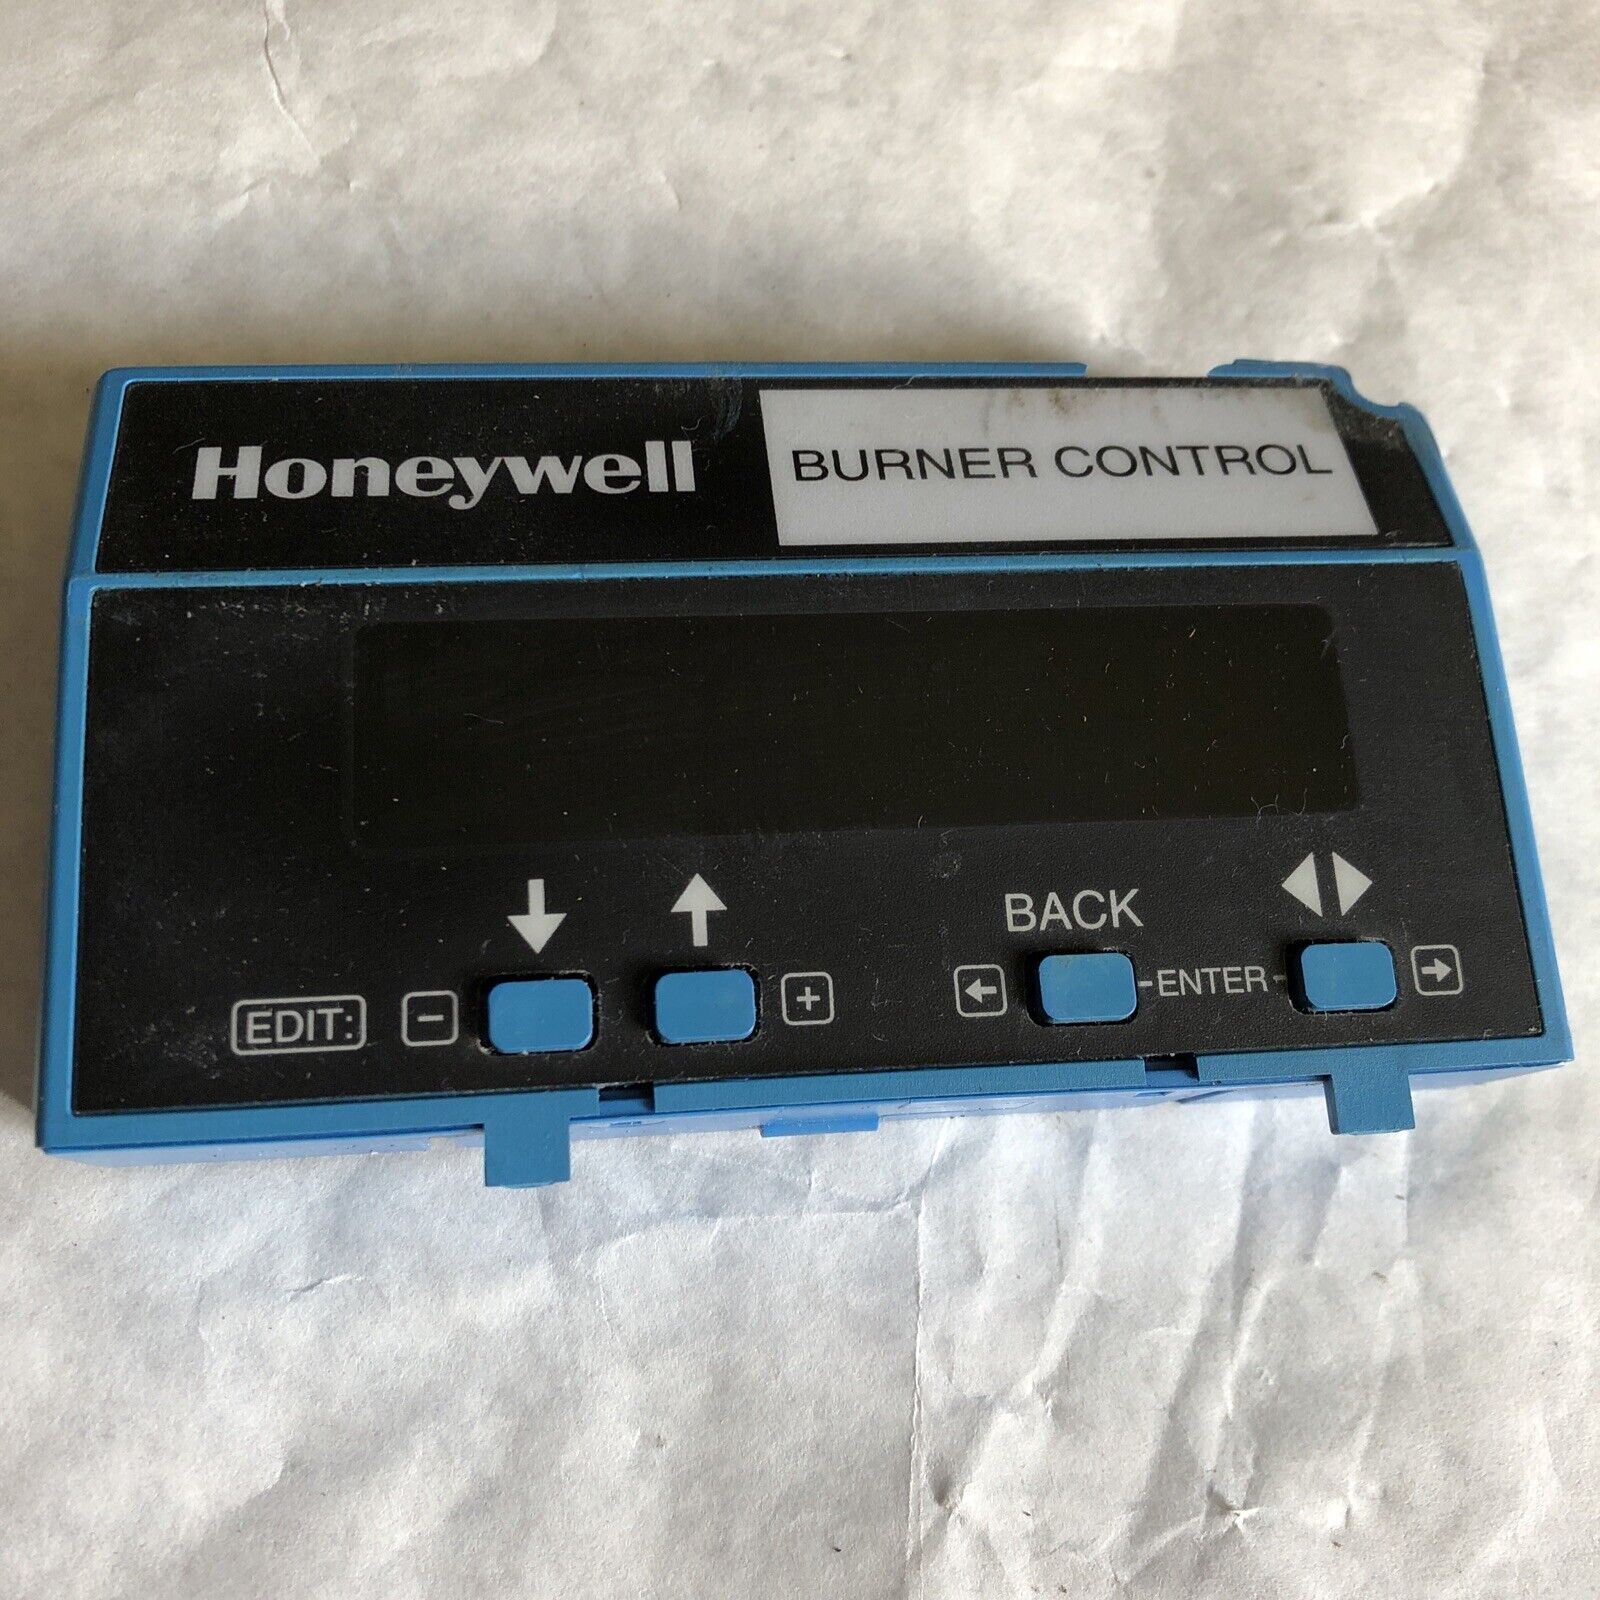 Honeywell
BURNER CONTROL
BACK
EDIT: - + ENTER